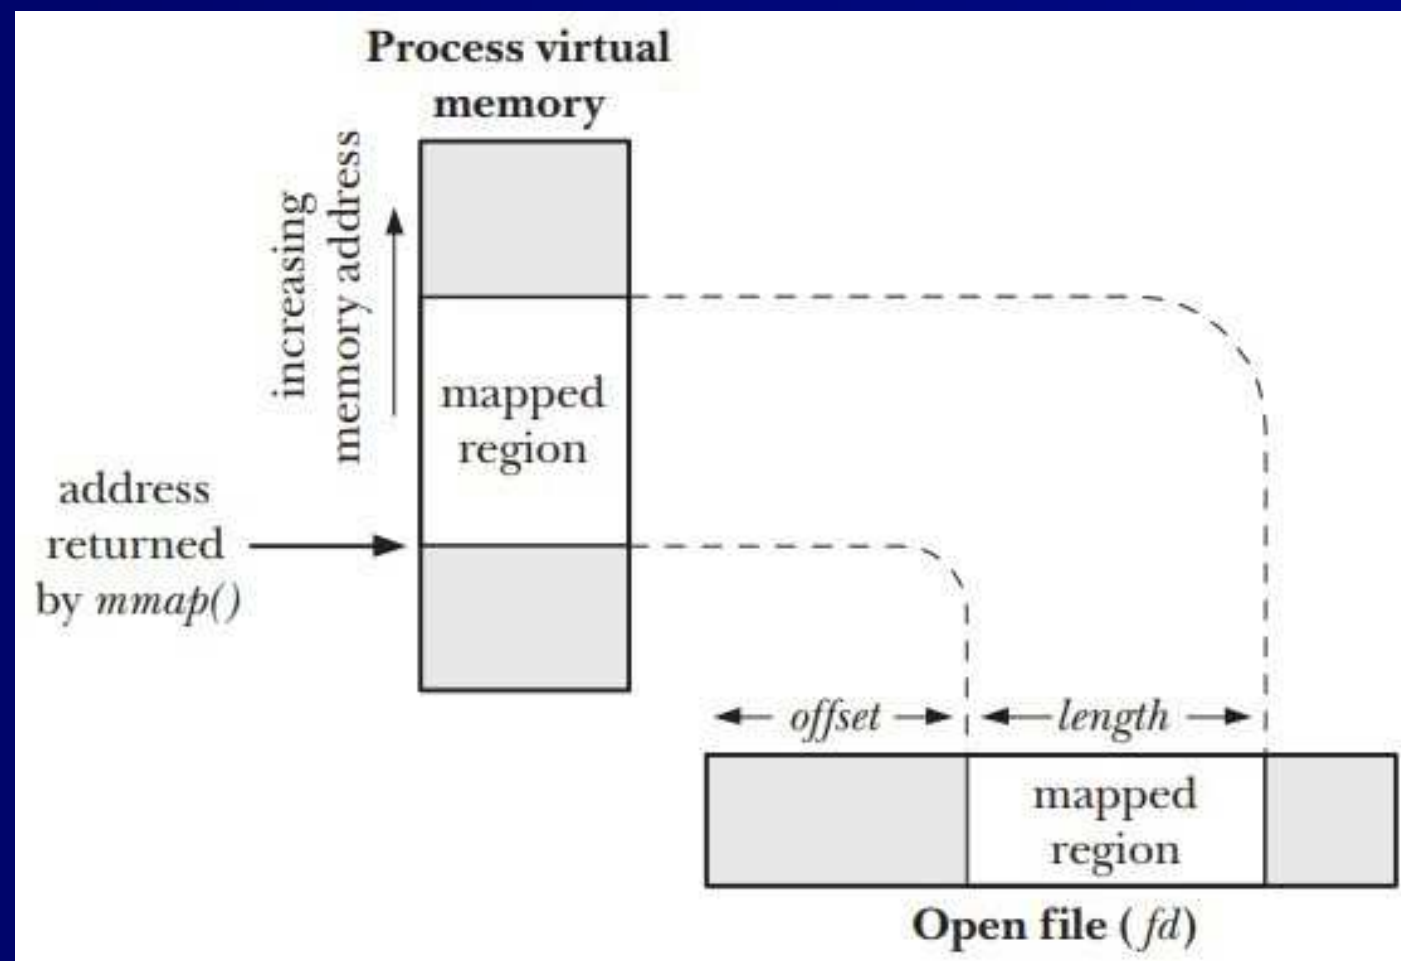 Process virtual
memory
increasing
memory address
mapped
region
address
returned
by mmap()
offset
length
mapped
region
Open file (fd)